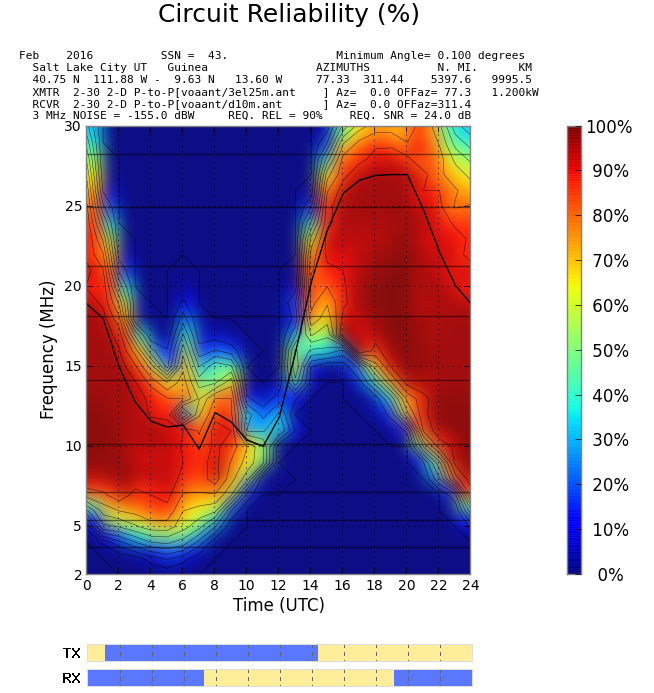 Circuit Reliability (%)
Feb    2016          SSN =  43.                Minimum Angle= 0.100 degrees
Salt Lake City UT   Guinea                AZIMUTHS          N. MI.      KM
40.75 N  111.88 W -  9.63 N   13.60 W     77.33  311.44    5397.6   9995.5
XMTR  2-30 2-D P-to-P[voaant/3el25m.ant    ] Az=  0.0 OFFaz= 77.3   1.200kW
RCVR  2-30 2-D P-to-P[voaant/d10m.ant      ] Az=  0.0 OFFaz=311.4
3 MHz NOISE = -155.0 dBW     REQ. REL = 90%    REQ. SNR = 24.0 dB
30
25
20
15
10
5
2
Frequency (MHz)
0 2 4 6 8 10 12 14 16 18 20 22 24
Time (UTC)
100%
90%
80%
70%
60%
50%
40%
30%
20%
10%
0%
TX
RX